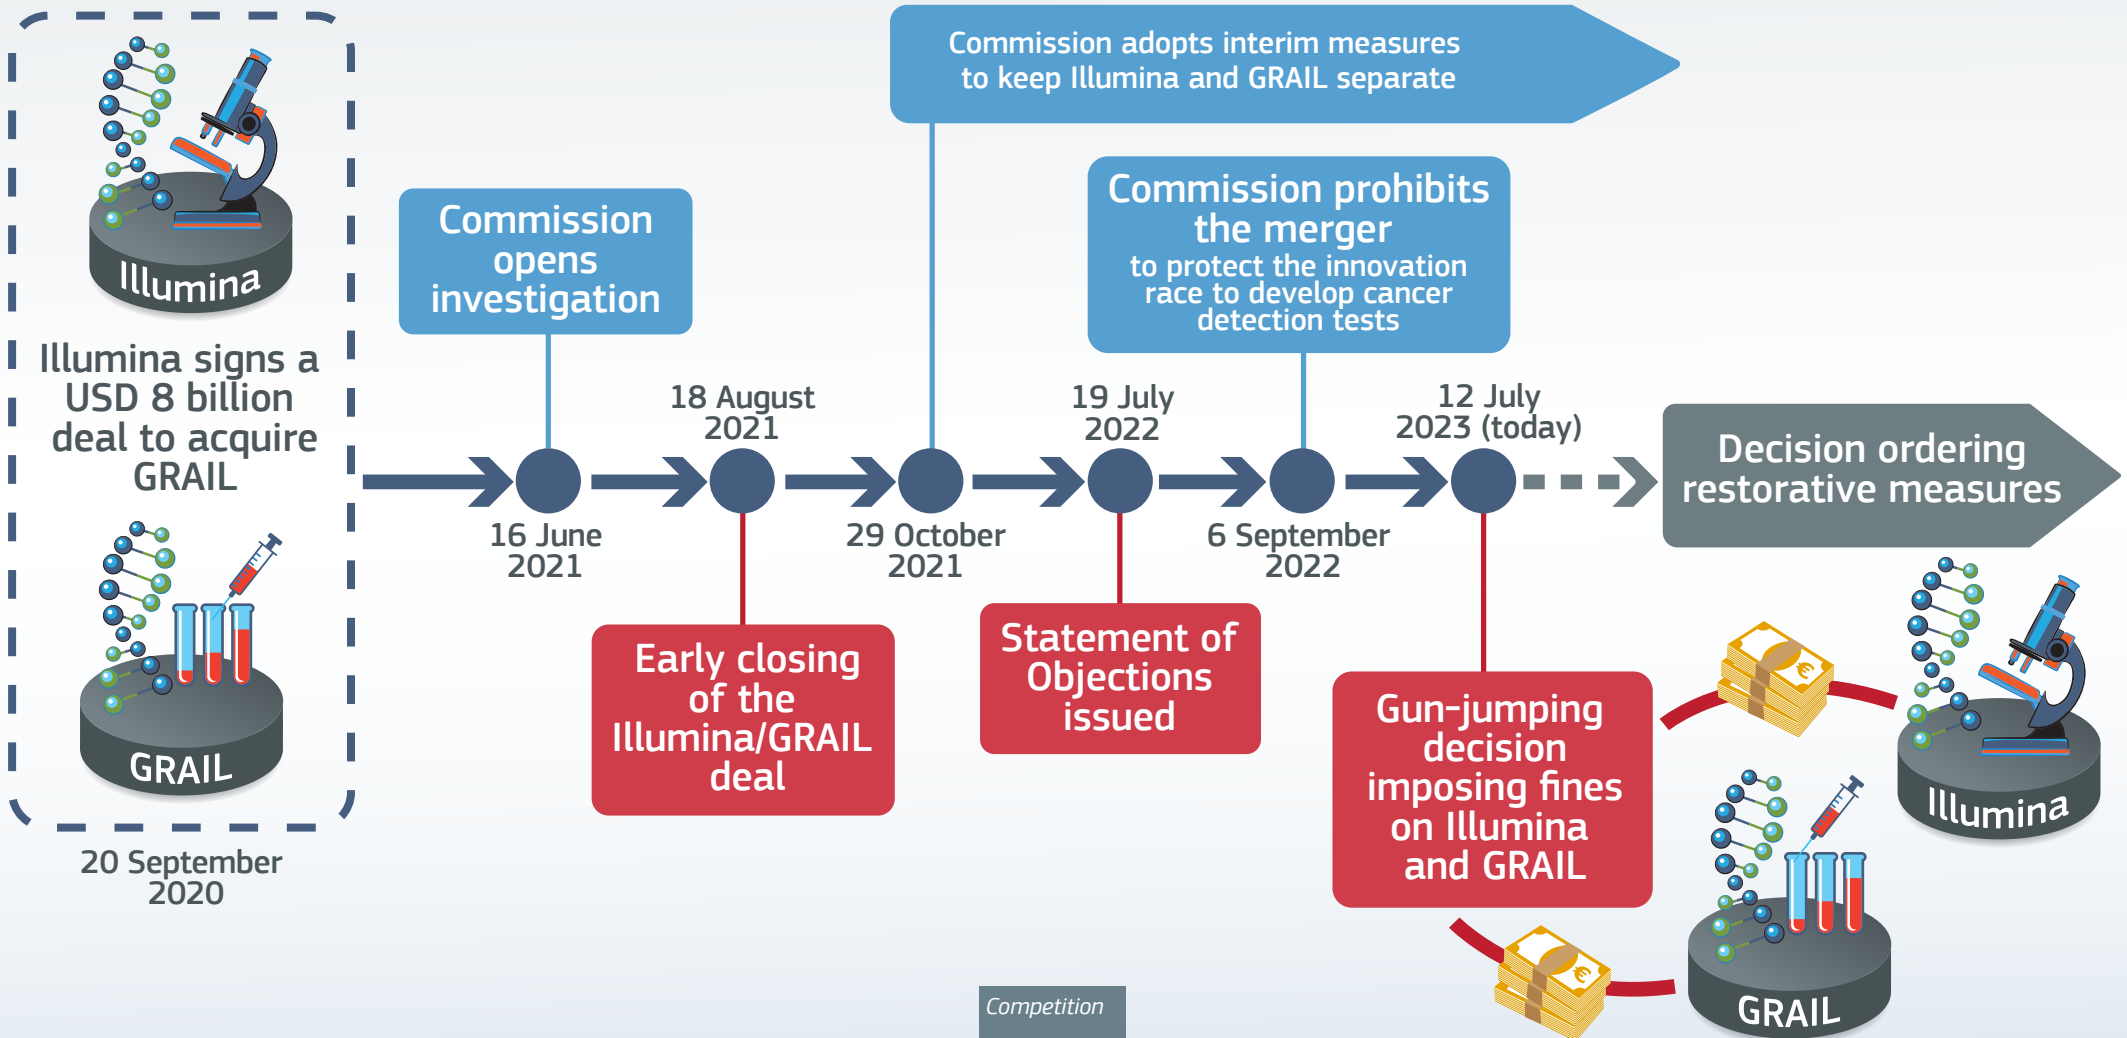 Illumina
Illumina signs a
USD 8 billion
deal to acquire
GRAIL
GRAIL
20 September
2020
Commission
opens
investigation
16 June
2021
18 August
2021
Early closing
of the
Illumina/GRAIL
deal
Commission adopts interim measures
to keep Illumina and GRAIL separate
29 October
2021
19 July
2022
Statement of
Objections
issued
Commission prohibits
the merger
to protect the innovation
race to develop cancer
detection tests
6 September
2022
12 July
2023 (today)
Gun-jumping
decision
imposing fines
on Illumina
and GRAIL
Decision ordering
restorative measures
€
Illumina
€
GRAIL
Competition